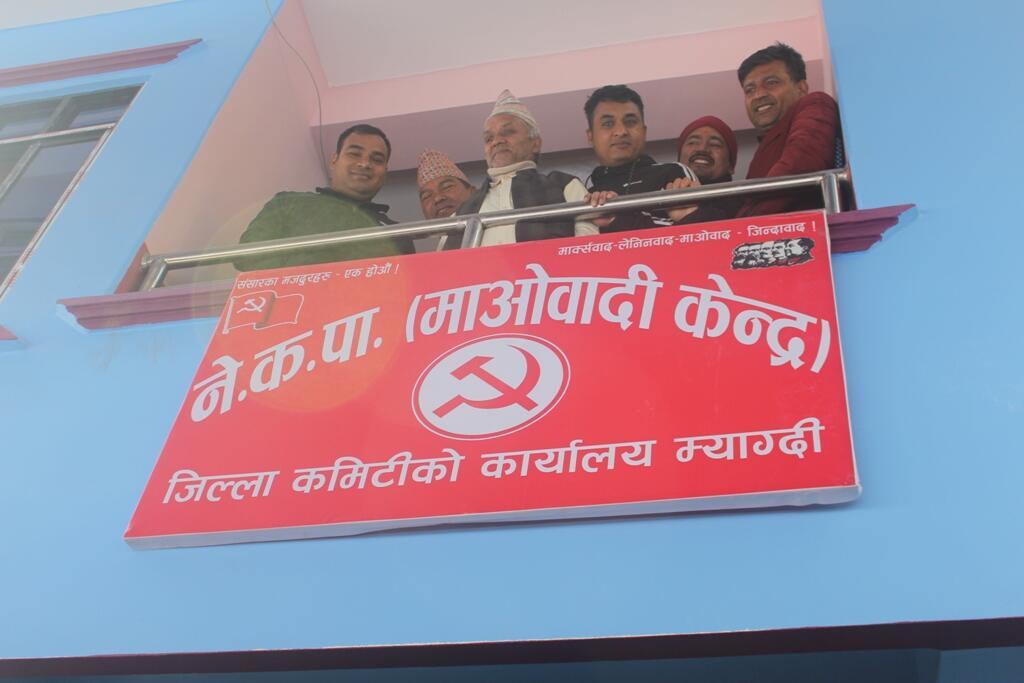 संसारका मजदुरहरु - एक होऔं !
मार्क्सवाद-लेनिनवाद-माओवाद - जिन्दावाद !
ने.क.पा. (माओवादी केन्द्र)
जिल्ला कमिटीको कार्यालय म्याग्दी